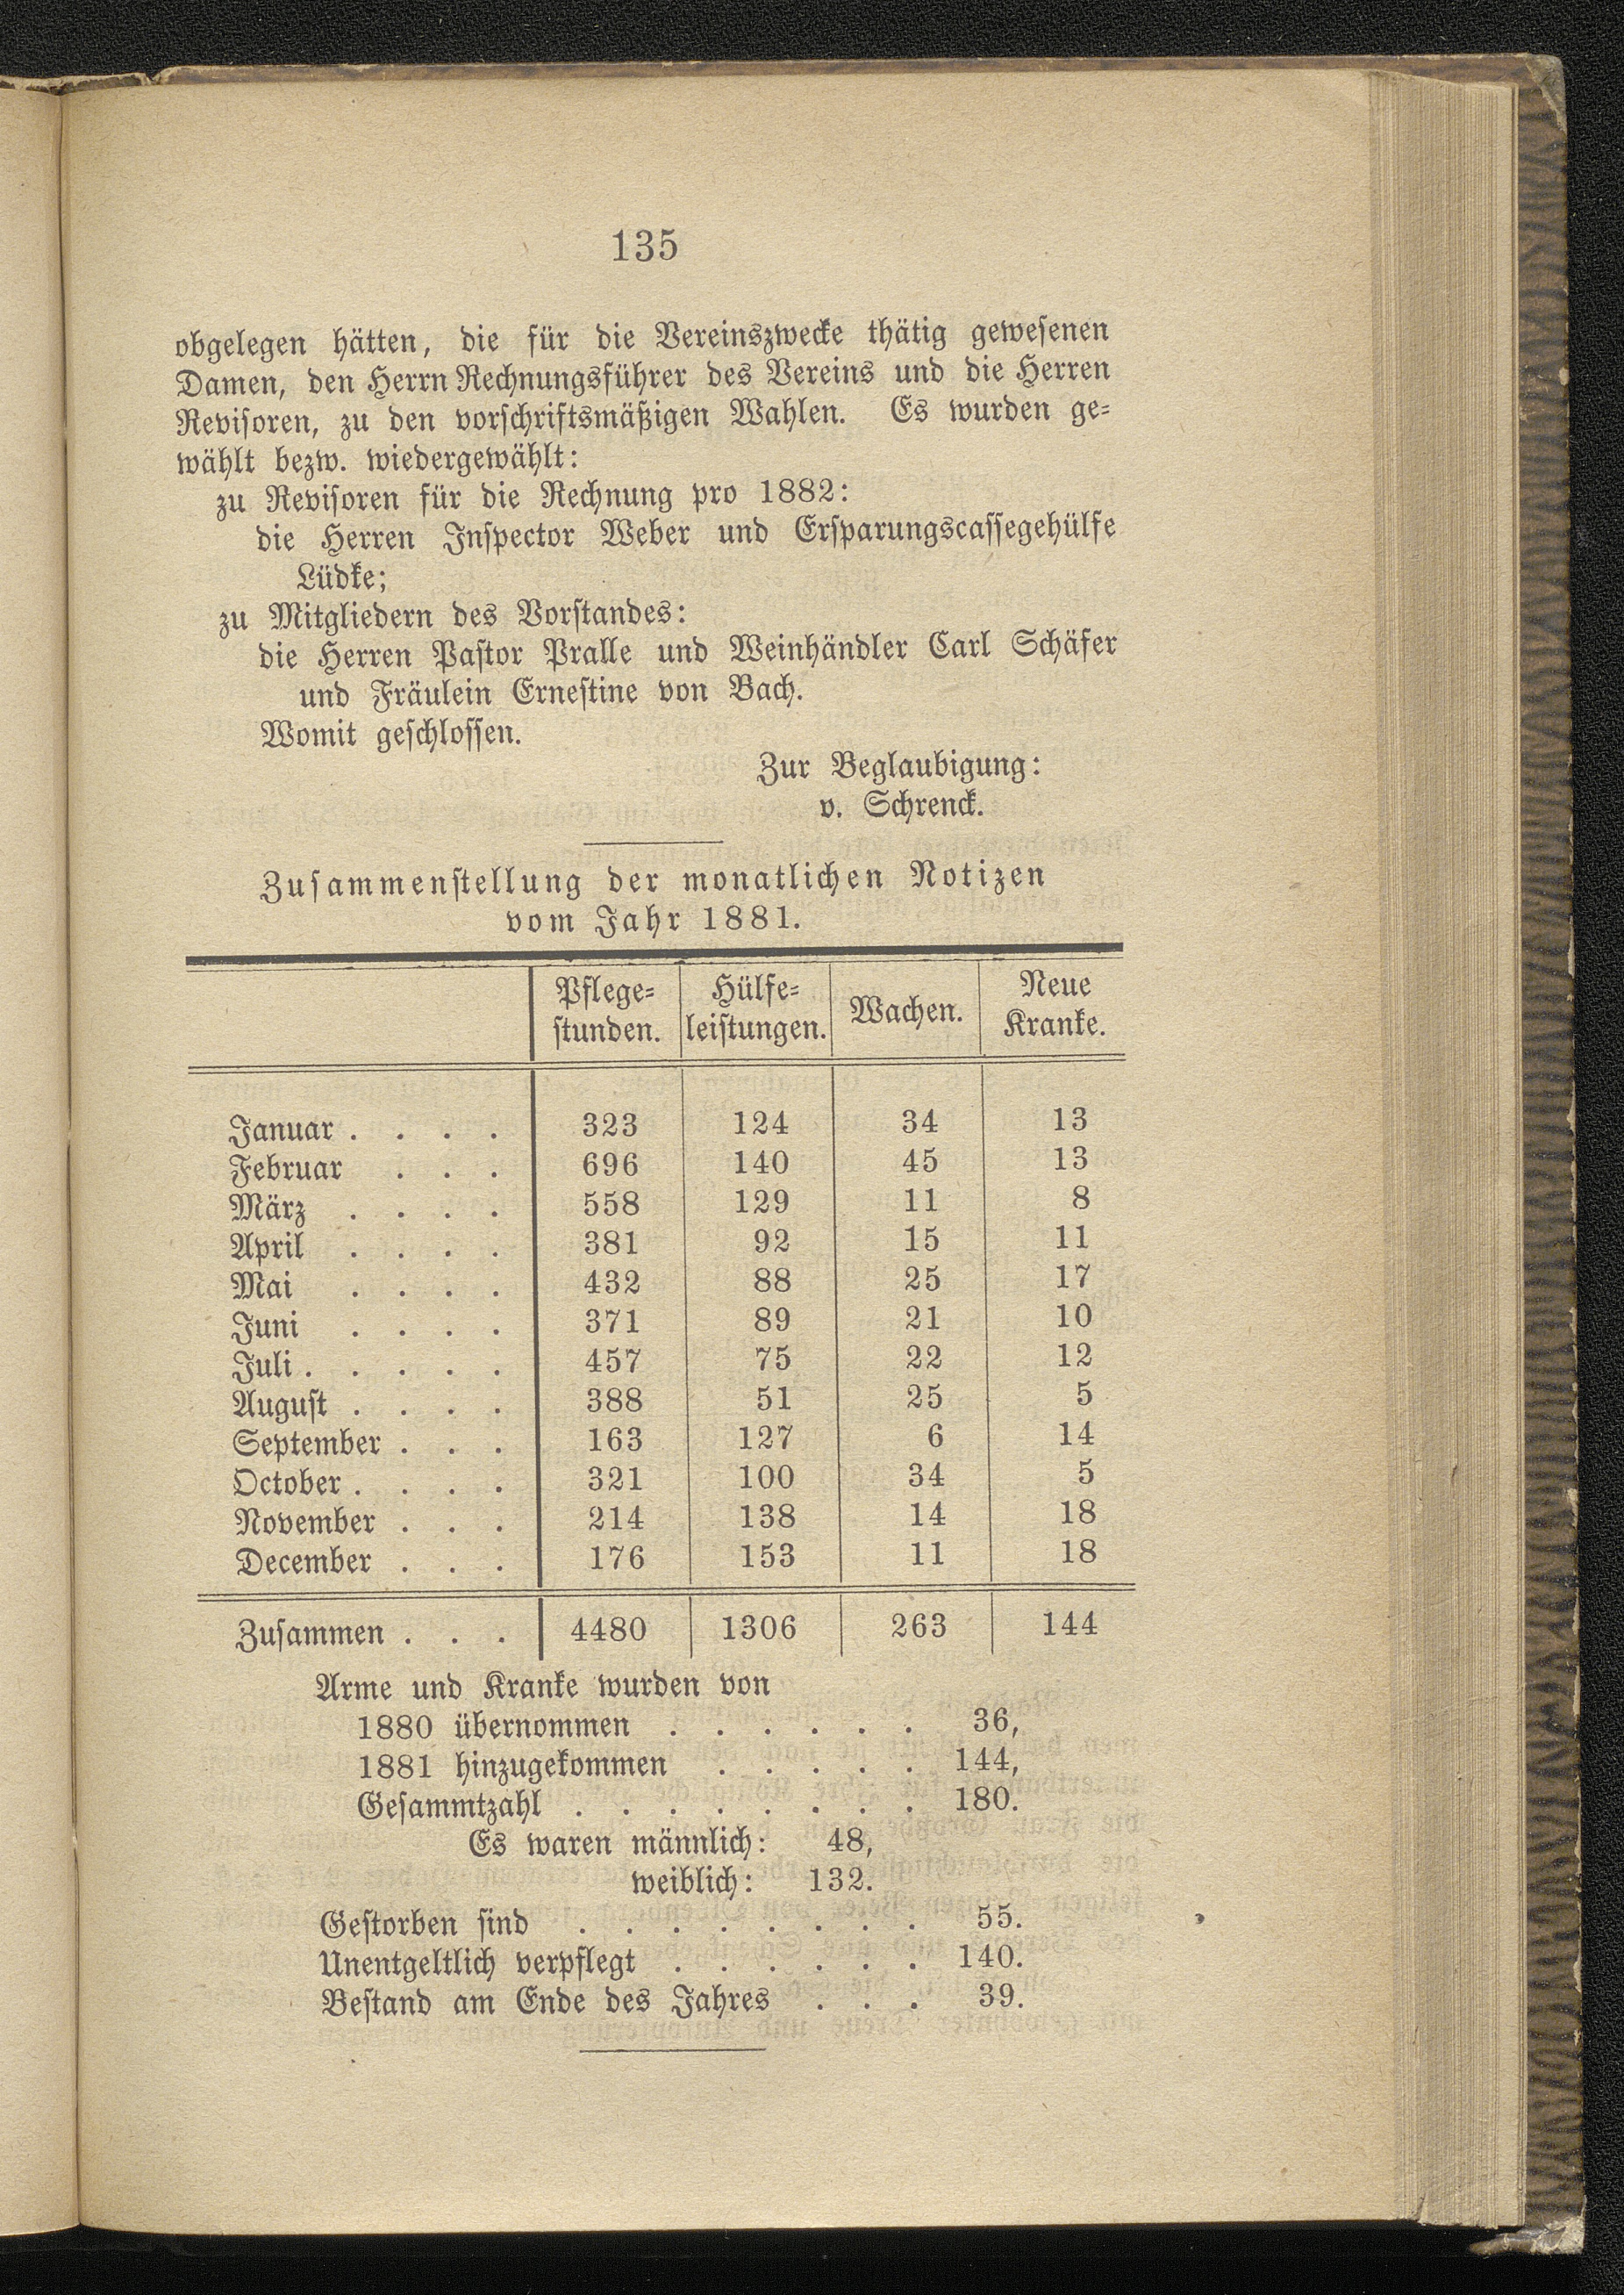 135
obgelegen hätten, die für die Vereinszwecke thätig gewesenen
Damen, den Herrn Rechnungsführer des Vereins und die Herren
Revisoren, zu den vorschriftsmäßigen Wahlen. Es wurden ge-
wählt bezw. wiedergewählt:
zu Revisoren für die Rechnung pro 1882:
die Herren Inspector Weber und Ersparungscassegehülfe
Lüdke;
zu Mitgliedern des Vorstandes:
die Herren Pastor Pralle und Weinhändler Carl Schäfer
und Fräulein Ernestine von Bach.
Womit geschlossen.
Zur Beglaubigung:
v. Schrenck.
Zusammenstellung der monatlichen Notizen
vom Jahr 1881.
Pflege- Hülfe- Wachen. Neue
stunden. leistungen. Kranke.
Januar . . . . 323 124 34 13
Februar . . . 696 140 45 13
März . . . . 558 129 11 8
April . . . . 381 92 15 11
Mai . . . . 432 88 25 17
Juni . . . . 371 89 21 10
Juli . . . . . 457 75 22 12
August . . . . 388 51 25 5
September . . . 163 127 6 14
October . . . . 321 100 34 5
November . . . 214 138 14 18
December . . . 176 153 11 18
Zusammen . . . 4480 1306 263 144
Arme und Kranke wurden von
1880 übernommen . . . . . . 36,
1881 hinzugekommen . . . . . 144,
Gesammtzahl . . . . . . . . 180.
Es waren männlich: 48,
weiblich: 132.
Gestorben sind . . . . . . . . 55.
Unentgeltlich verpflegt . . . . . . 140.
Bestand am Ende des Jahres . . . 39.